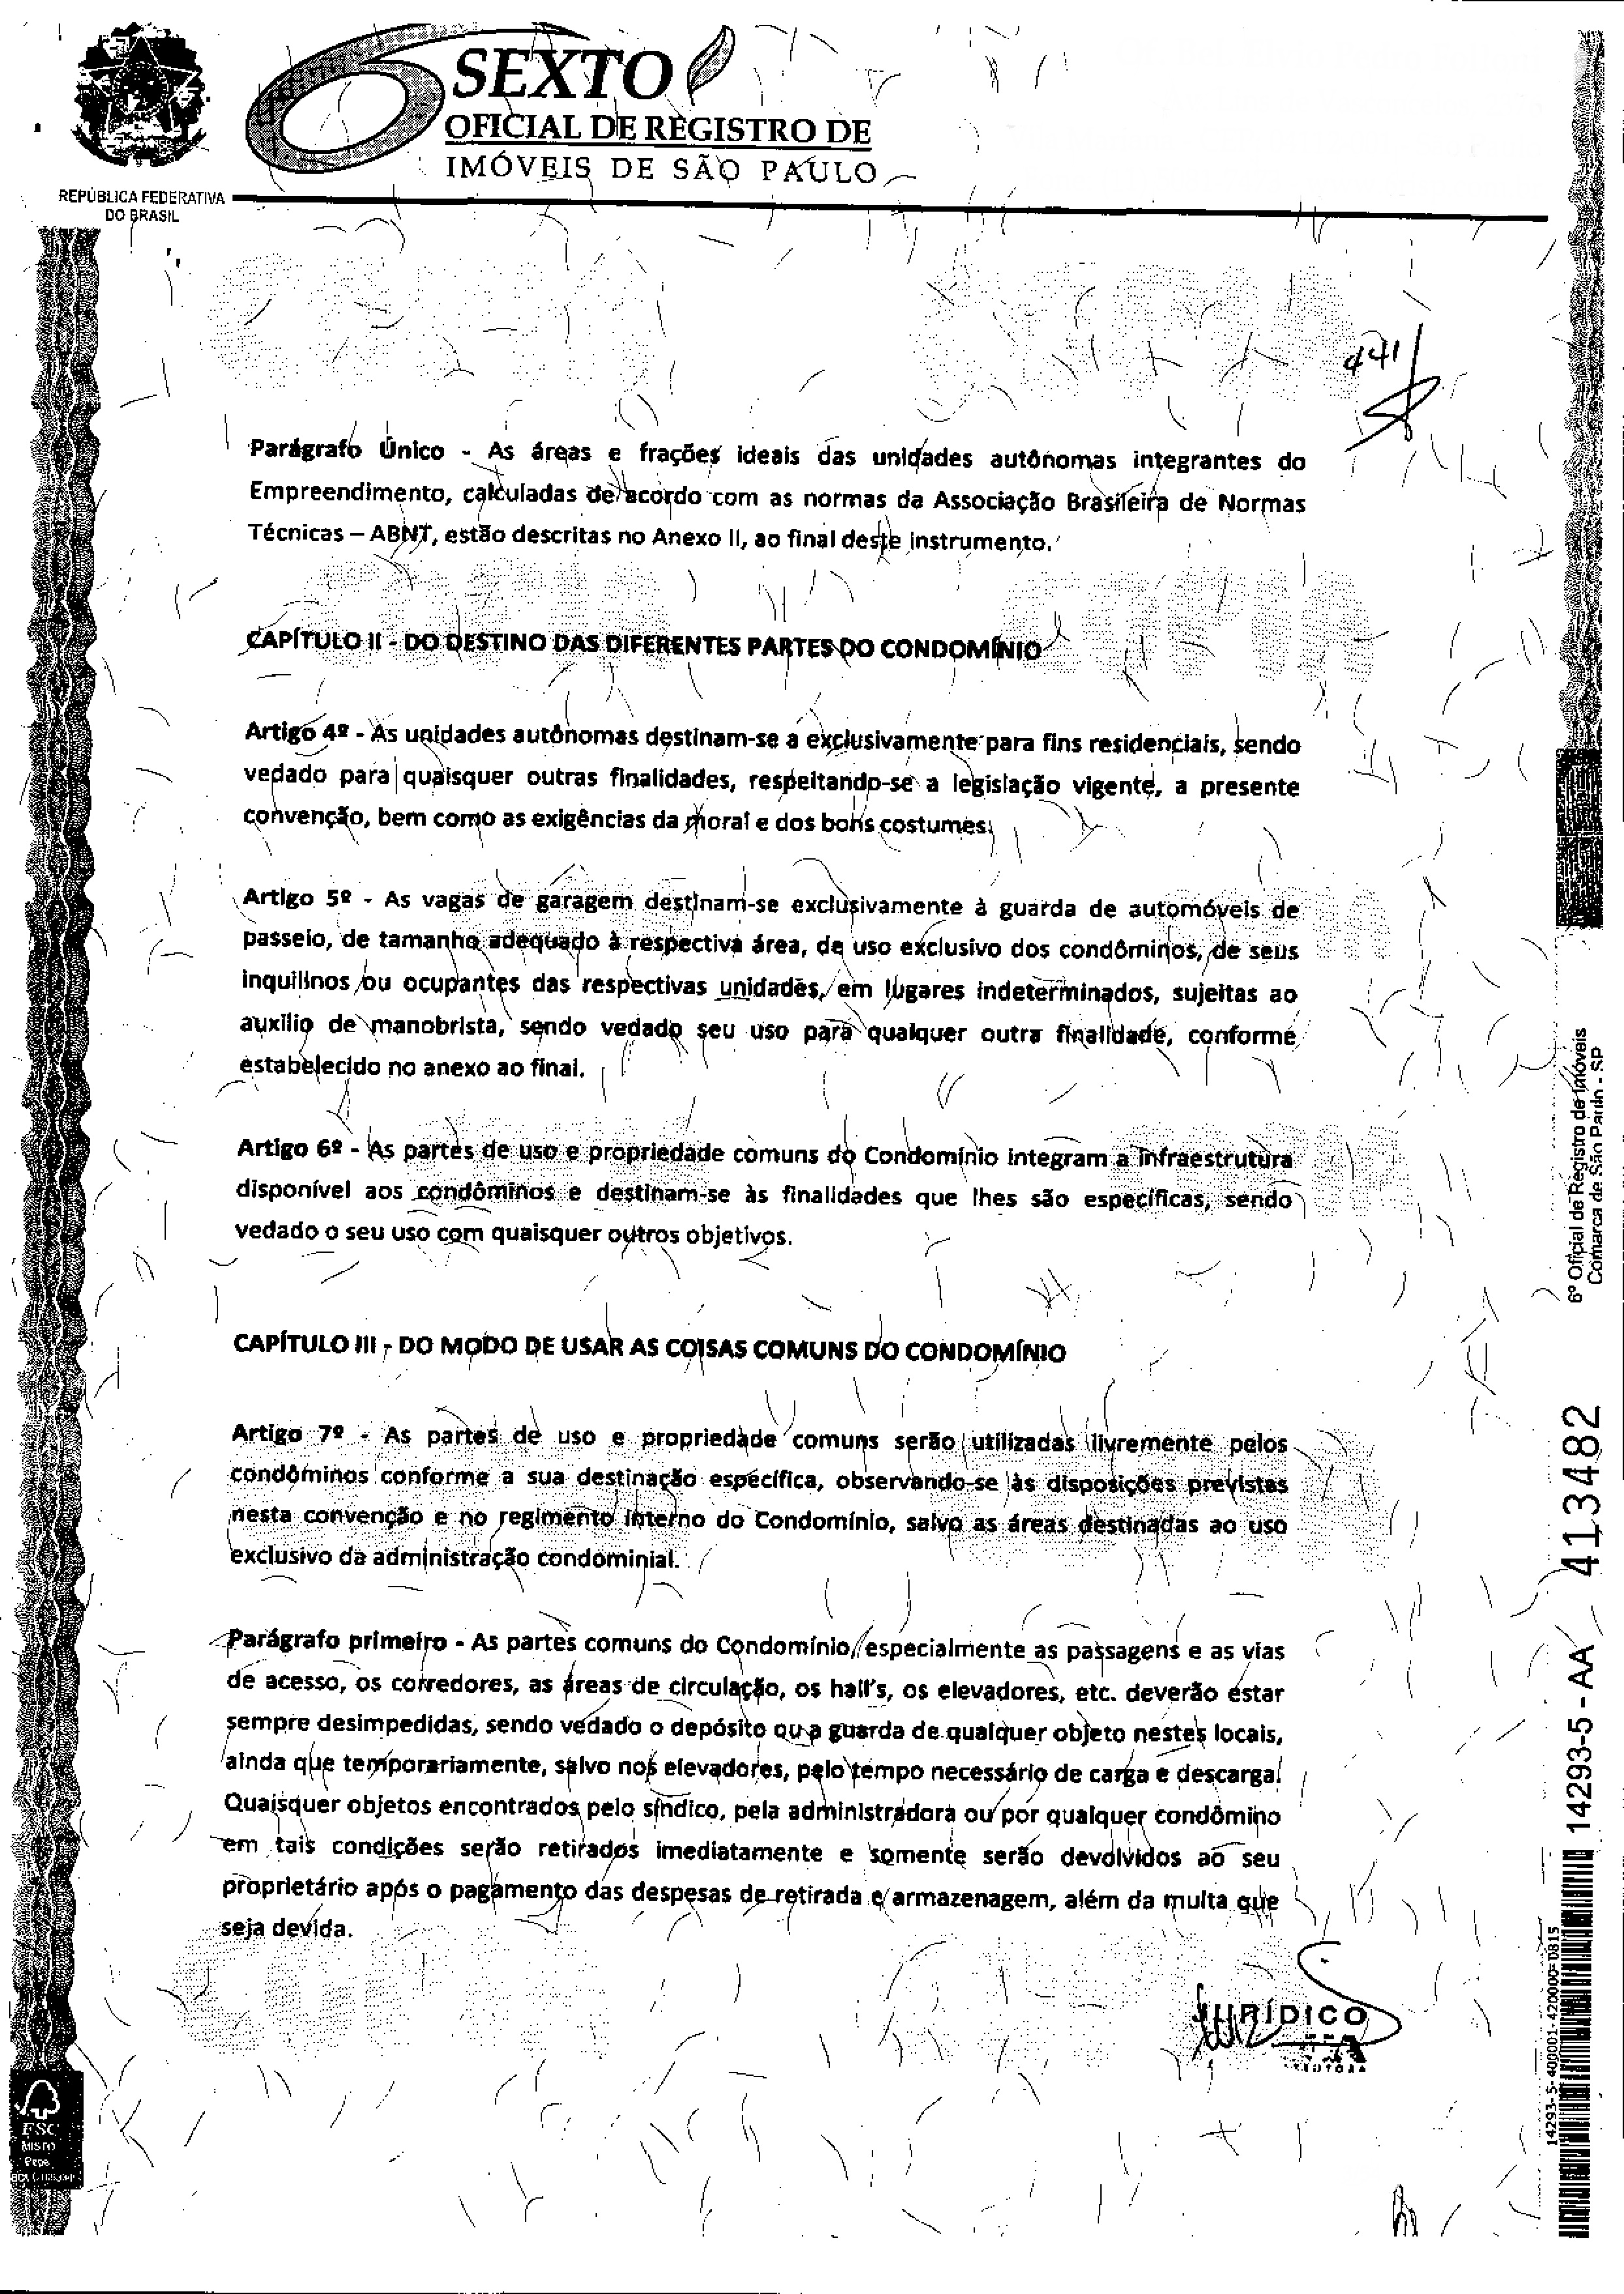 SEXTO
OFICIAL DE REGISTRO DE
IMÓVEIS DE SÃO PAULO
REPÚBLICA FEDERATIVA
DO BRASIL
441
Parágrafo Único - As áreas e frações ideais das unidades autônomas integrantes do
Empreendimento, calculadas de acordo com as normas da Associação Brasileira de Normas
Técnicas – ABNT, estão descritas no Anexo II, ao final deste instrumento.
CAPÍTULO II - DO DESTINO DAS DIFERENTES PARTES DO CONDOMÍNIO
Artigo 4º - As unidades autônomas destinam-se a exclusivamente para fins residenciais, sendo
vedado para quaisquer outras finalidades, respeitando-se a legislação vigente, a presente
convenção, bem como as exigências da moral e dos bons costumes.
Artigo 5º - As vagas de garagem destinam-se exclusivamente à guarda de automóveis de
passeio, de tamanho adequado à respectiva área, de uso exclusivo dos condôminos, de seus
inquilinos ou ocupantes das respectivas unidades, em lugares indeterminados, sujeitas ao
auxílio de manobrista, sendo vedado seu uso para qualquer outra finalidade, conforme
estabelecido no anexo ao final.
Artigo 6º - As partes de uso e propriedade comuns do Condomínio integram a infraestrutura
disponível aos condôminos e destinam-se às finalidades que lhes são específicas, sendo
vedado o seu uso com quaisquer outros objetivos.
CAPÍTULO III - DO MODO DE USAR AS COISAS COMUNS DO CONDOMÍNIO
Artigo 7º - As partes de uso e propriedade comuns serão utilizadas livremente pelos
condôminos conforme a sua destinação específica, observando-se às disposições previstas
nesta convenção e no regimento interno do Condomínio, salvo as áreas destinadas ao uso
exclusivo da administração condominial.
Parágrafo primeiro - As partes comuns do Condomínio, especialmente as passagens e as vias
de acesso, os corredores, as áreas de circulação, os hall's, os elevadores, etc. deverão estar
sempre desimpedidas, sendo vedado o depósito ou a guarda de qualquer objeto nestes locais,
ainda que temporariamente, salvo nos elevadores, pelo tempo necessário de carga e descarga.
Quaisquer objetos encontrados pelo síndico, pela administradora ou por qualquer condômino
em tais condições serão retirados imediatamente e somente serão devolvidos ao seu
proprietário após o pagamento das despesas de retirada e armazenagem, além da multa que
seja devida.
JURÍDICO
FSC
MISTO
6º Oficial de Registro de Imóveis
Comarca de São Paulo - SP
14293-5 - AA 413482
14293-5-400001-420000-0815